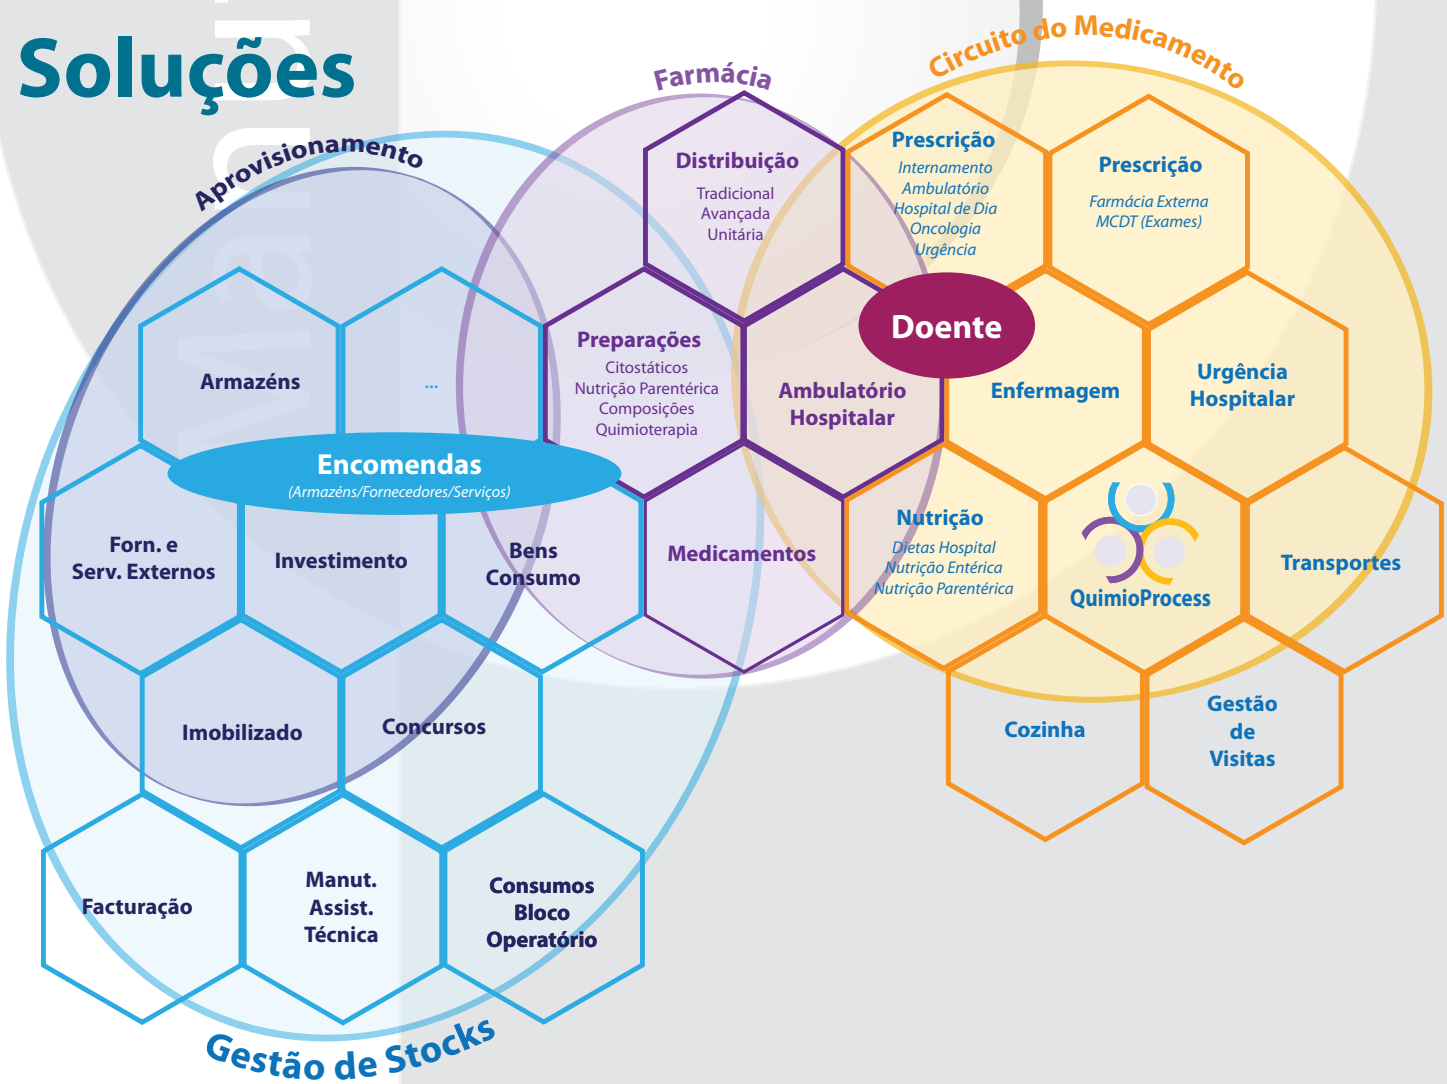 Soluções
Manu
Aprovisionamento
Farmácia
Circuito do Medicamento
Distribuição
Tradicional
Avançada
Unitária
Prescrição
Internamento
Ambulatório
Hospital de Dia
Oncologia
Urgência
Prescrição
Farmácia Externa
MCDT (Exames)
Armazéns
...
Preparações
Citostáticos
Nutrição Parentérica
Composições
Quimioterapia
Ambulatório
Hospitalar
Doente
Enfermagem
Urgência
Hospitalar
Encomendas
(Armazéns/Fornecedores/Serviços)
Forn. e
Serv. Externos
Investimento
Bens
Consumo
Medicamentos
Nutrição
Dietas Hospital
Nutrição Entérica
Nutrição Parentérica
QuimioProcess
Transportes
Imobilizado
Concursos
Cozinha
Gestão
de
Visitas
Facturação
Manut.
Assist.
Técnica
Consumos
Bloco
Operatório
Gestão de Stocks